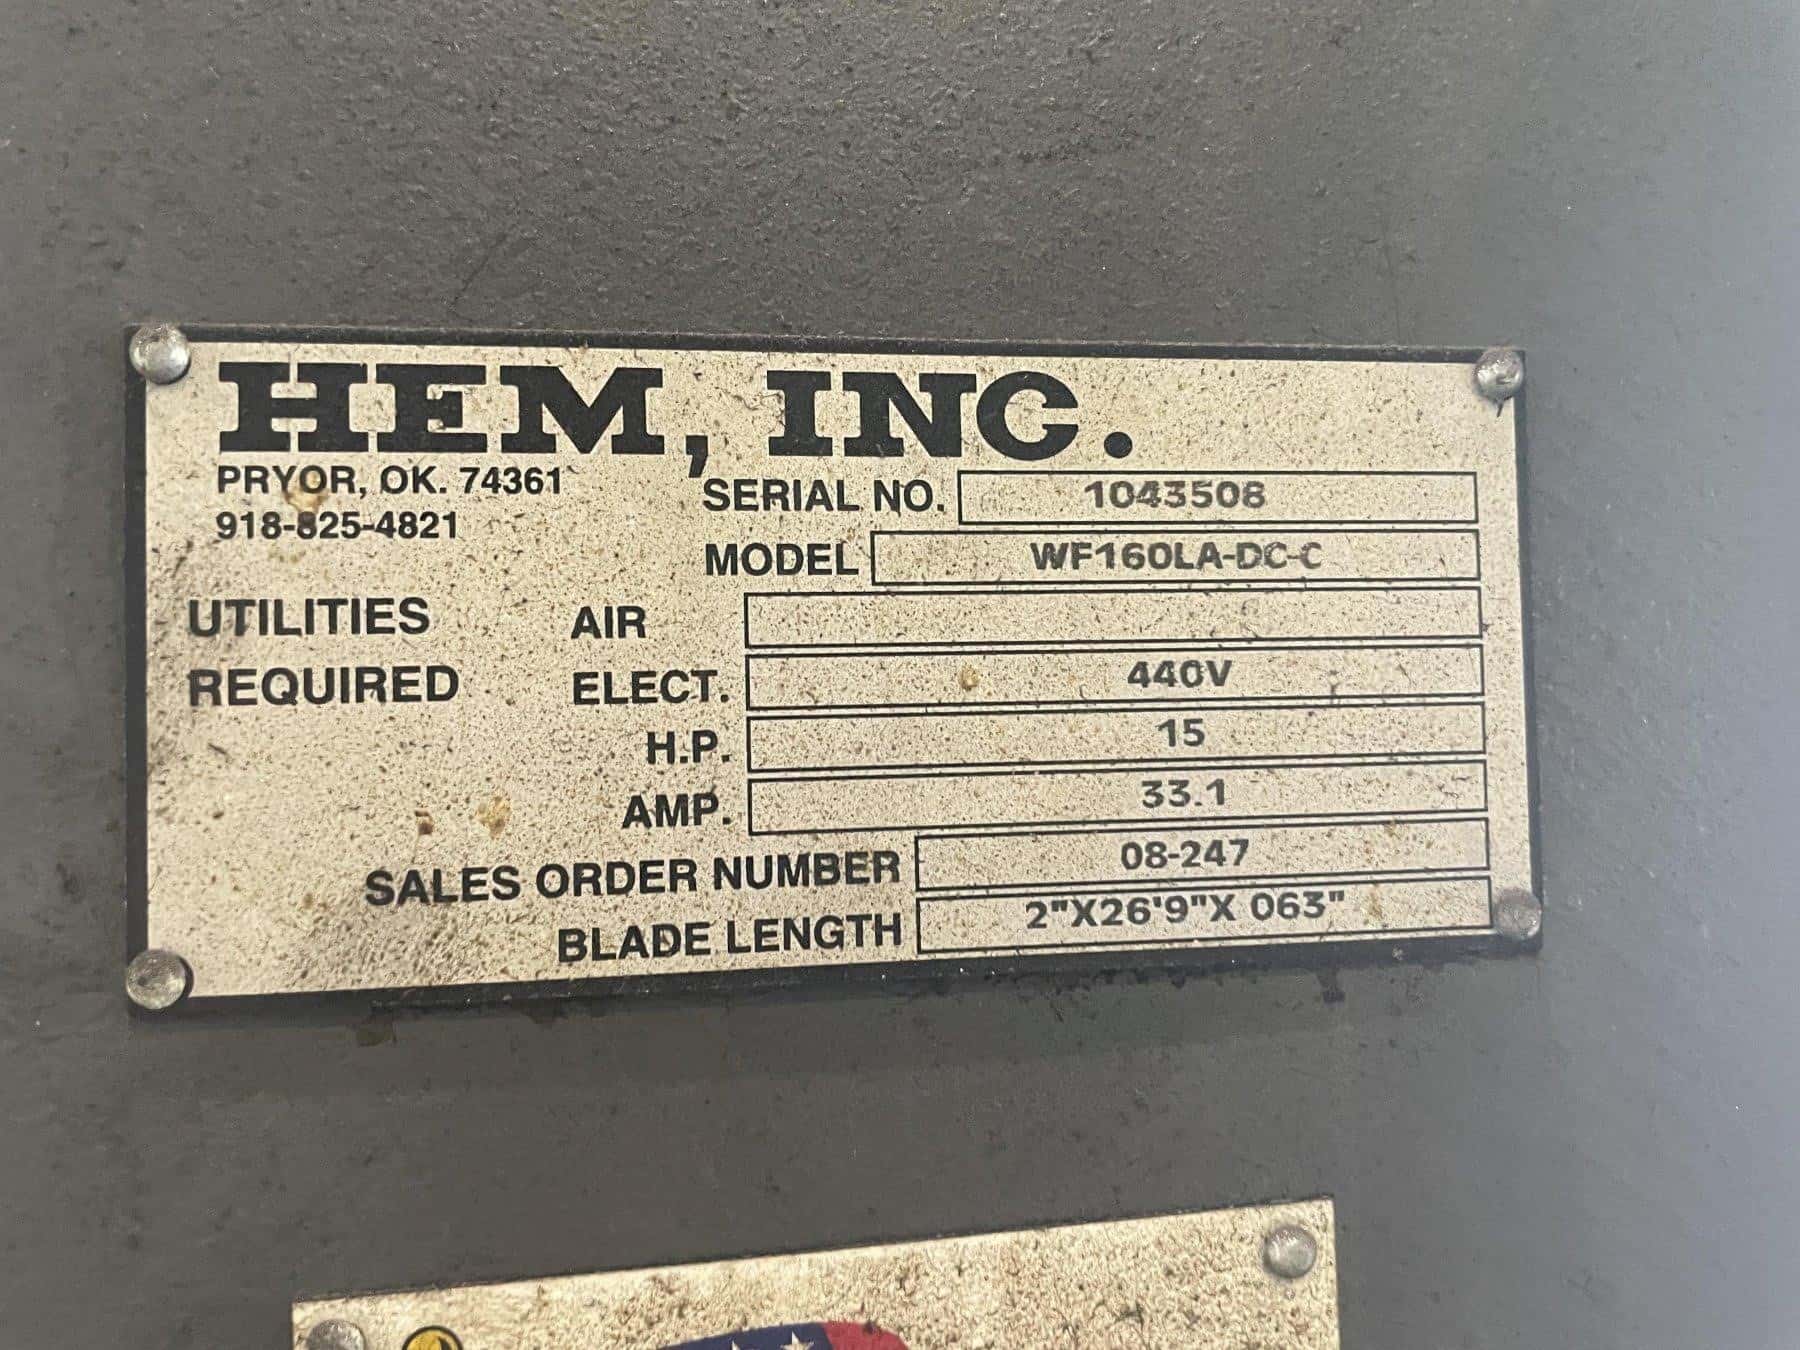 HEM, INC.
PRYOR, OK. 74361
918-825-4821
SERIAL NO. 1043508
MODEL WF160LA-DC-C
UTILITIES REQUIRED
AIR
ELECT. 440V
H.P. 15
AMP. 33.1
SALES ORDER NUMBER 08-247
BLADE LENGTH 2"X26'9"X 063"